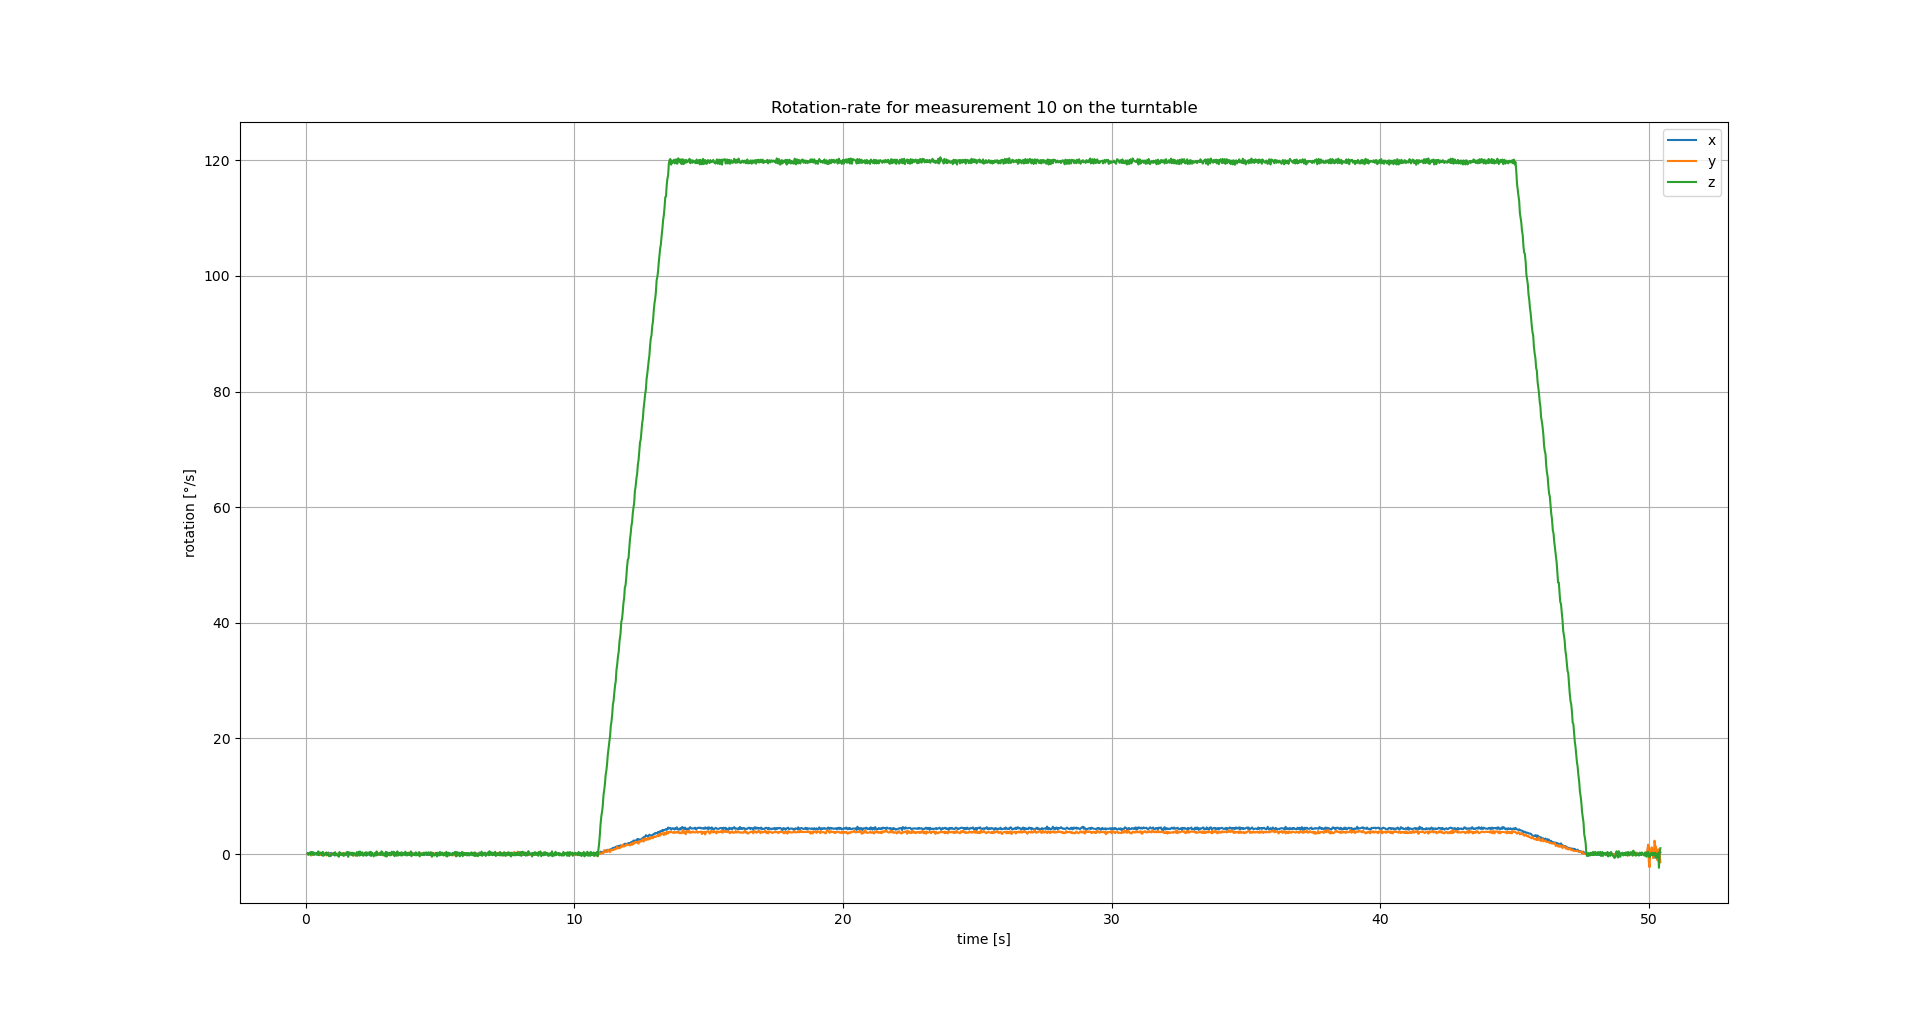 Rotation-rate for measurement 10 on the turntable
x
y
z
120
100
80
60
40
20
0
rotation [°/s]
0 10 20 30 40 50
time [s]